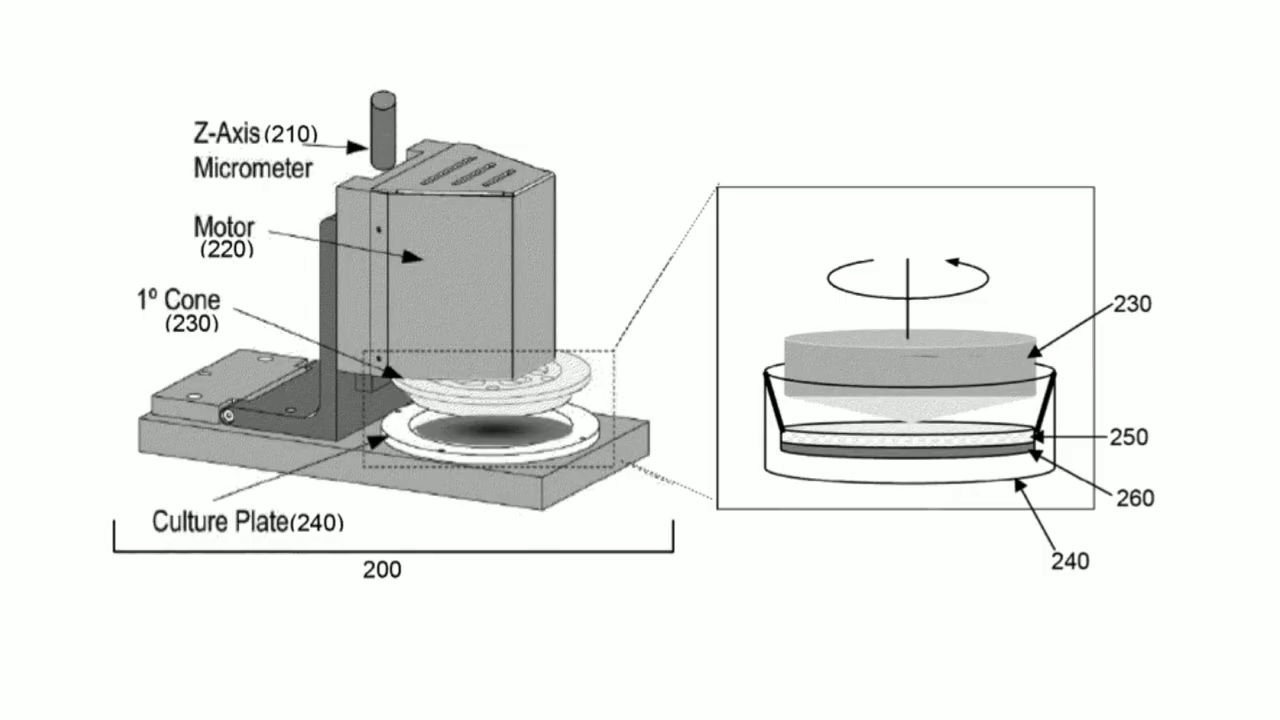 Z-Axis(210)
Micrometer
Motor
(220)
1º Cone
(230)
Culture Plate(240)
200
230
250
260
240